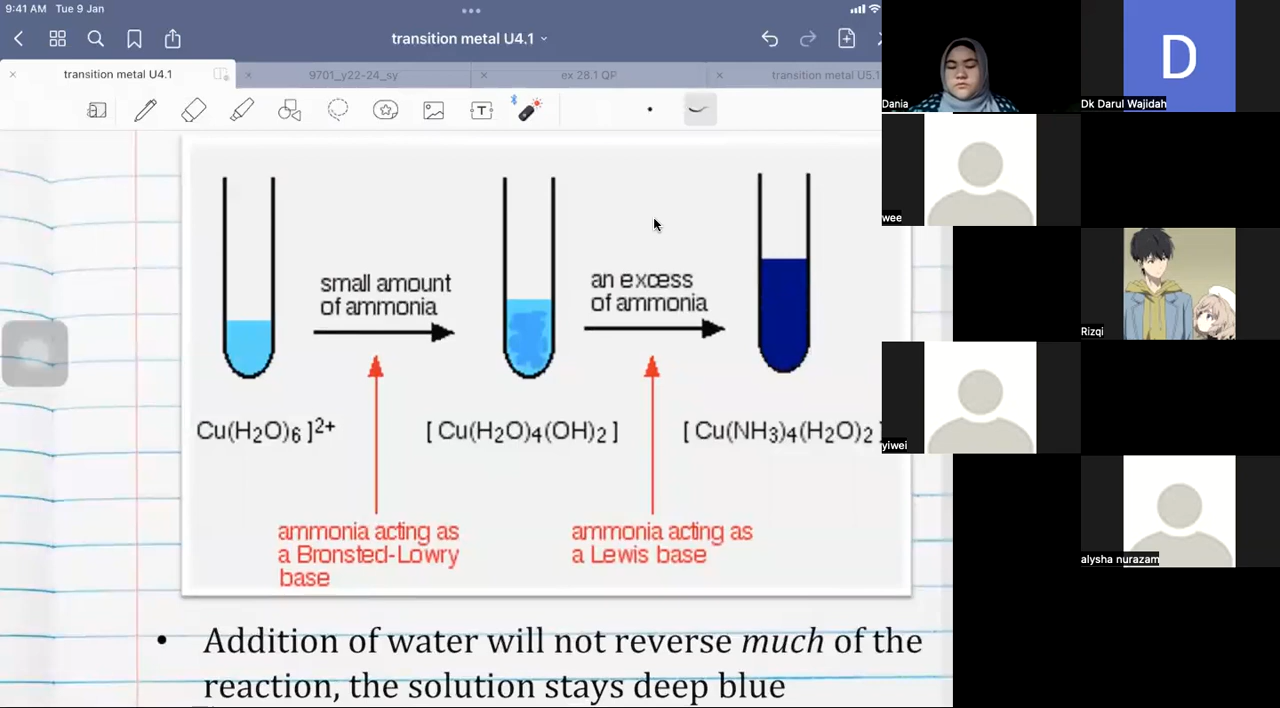 9:41 AM Tue 9 Jan
transition metal U4.1
transition metal U4.1
9701_y22-24_sy
ex 28.1 QP
transition metal U5.1
small amount
of ammonia
an excess
of ammonia
Cu(H₂O)₆ ]²⁺
[ Cu(H₂O)₄(OH)₂ ]
[ Cu(NH₃)₄(H₂O)₂ ]
ammonia acting as
a Bronsted-Lowry
base
ammonia acting as
a Lewis base
• Addition of water will not reverse much of the
reaction, the solution stays deep blue
Dania
D
Dk Darul Wajidah
wee
Rizqi
yiwei
alysha nurazam